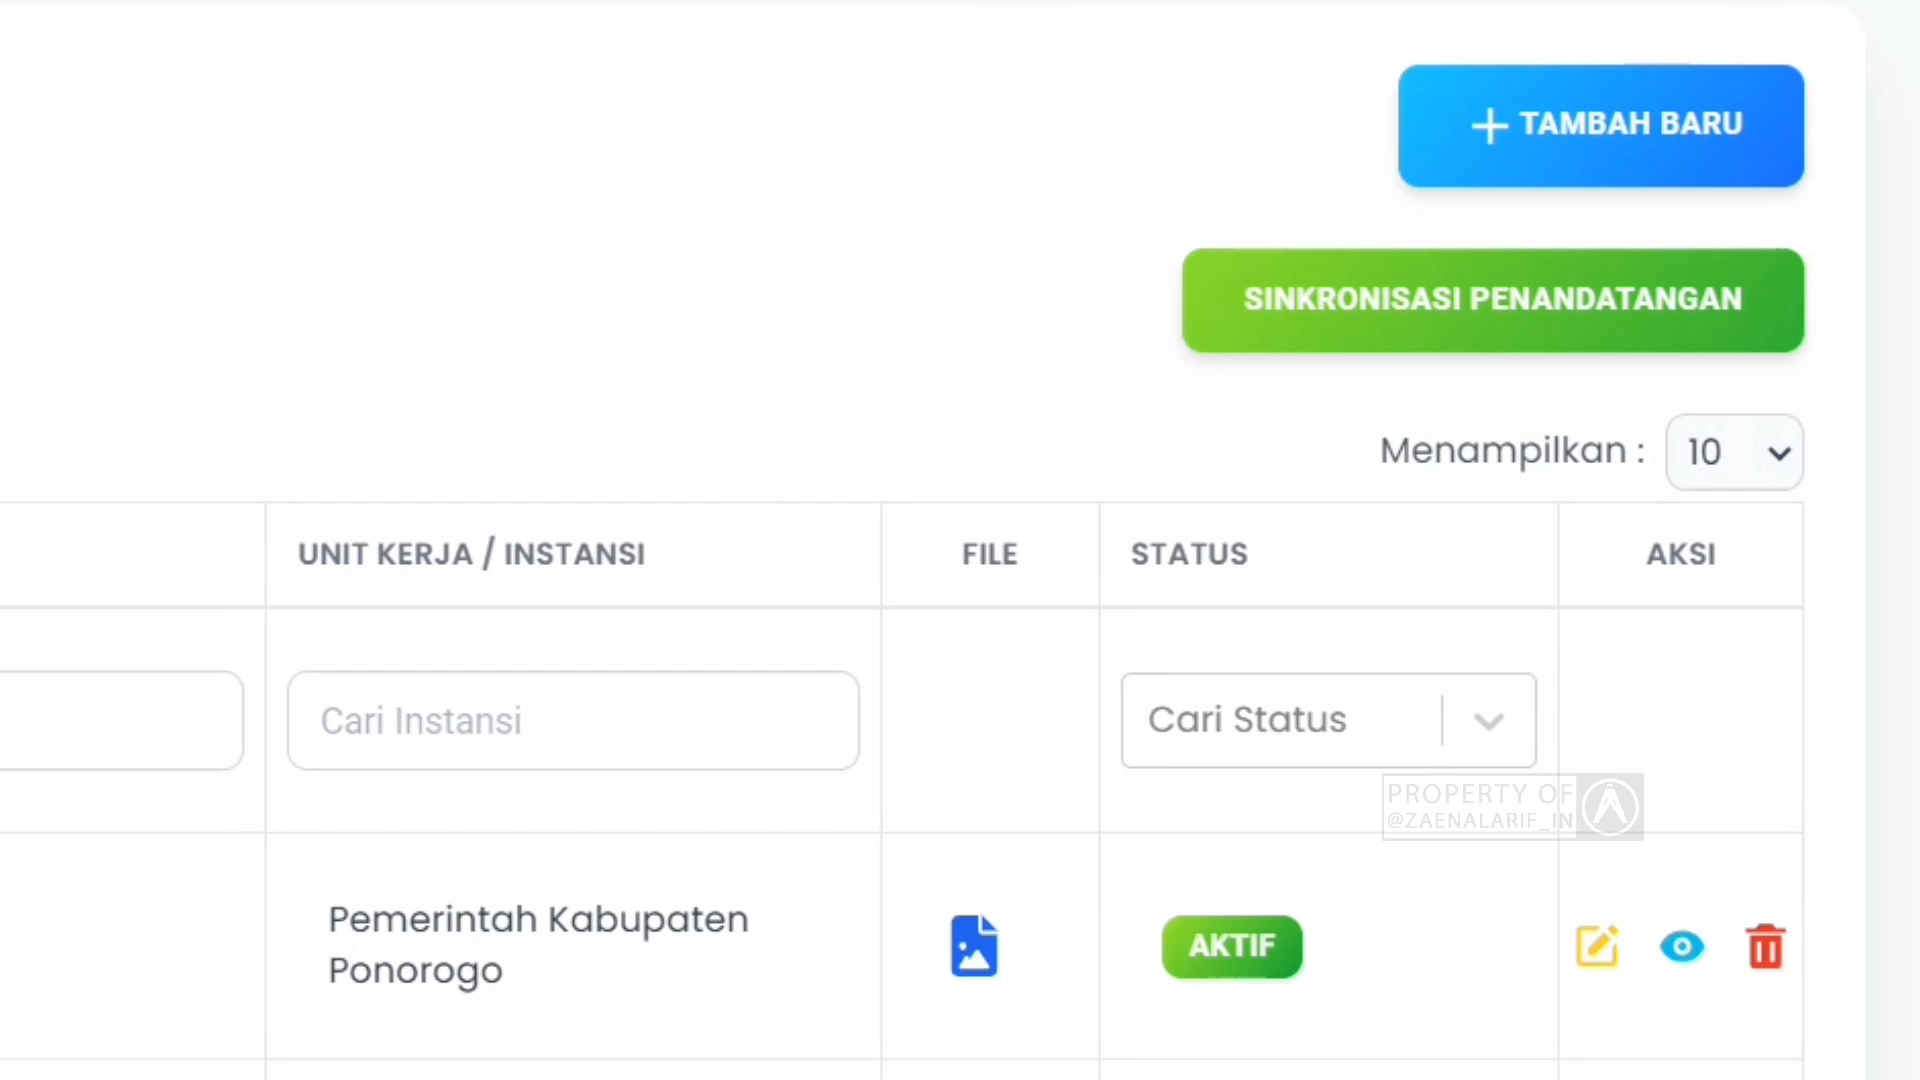 TAMBAH BARU
SINKRONISASI PENANDATANGAN
Menampilkan : 10
UNIT KERJA / INSTANSI FILE STATUS AKSI
Cari Instansi Cari Status
PROPERTY OF
@ZAENALARIF_IN
Pemerintah Kabupaten
Ponorogo
AKTIF